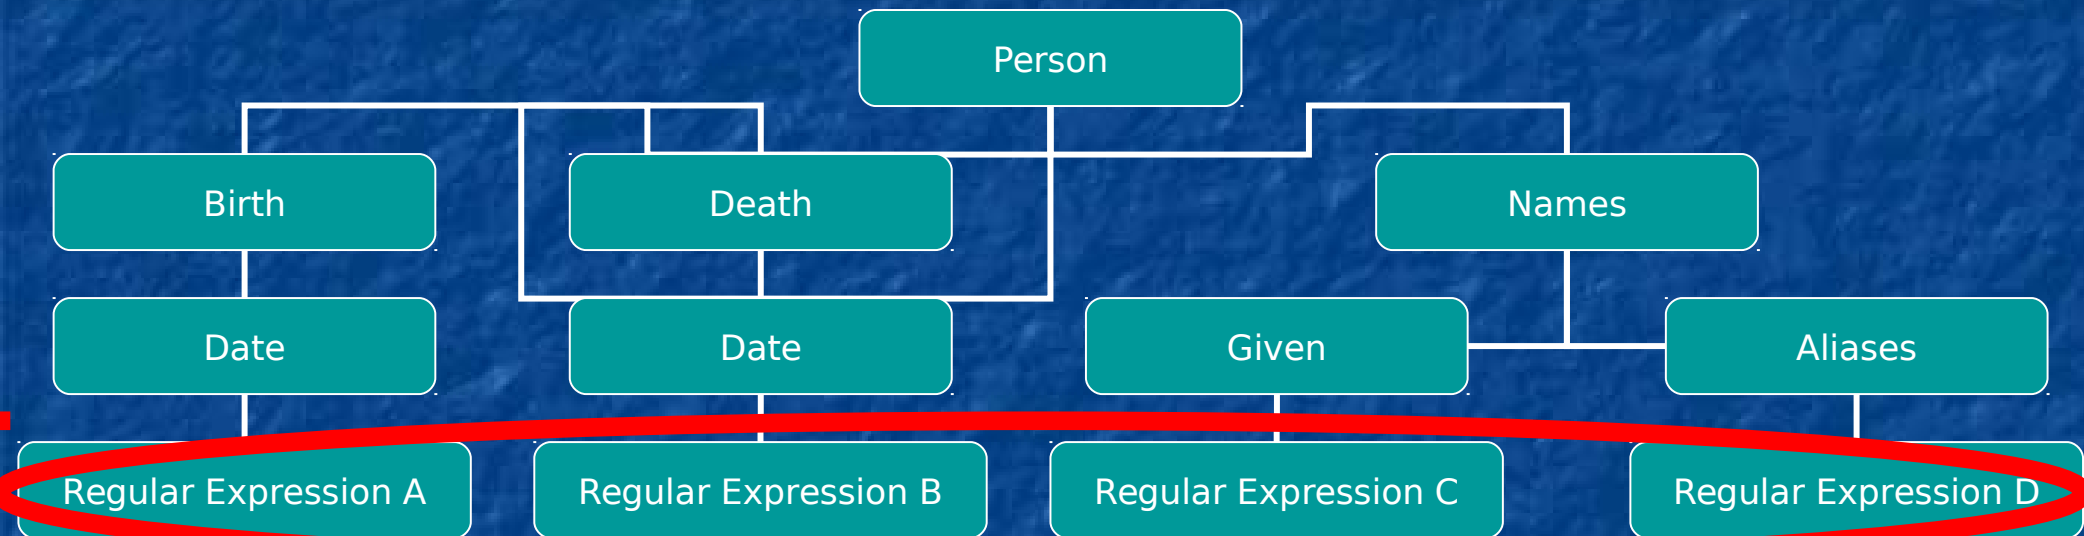 Person
Birth
Death
Names
Date
Date
Given
Aliases
Regular Expression A
Regular Expression B
Regular Expression C
Regular Expression D